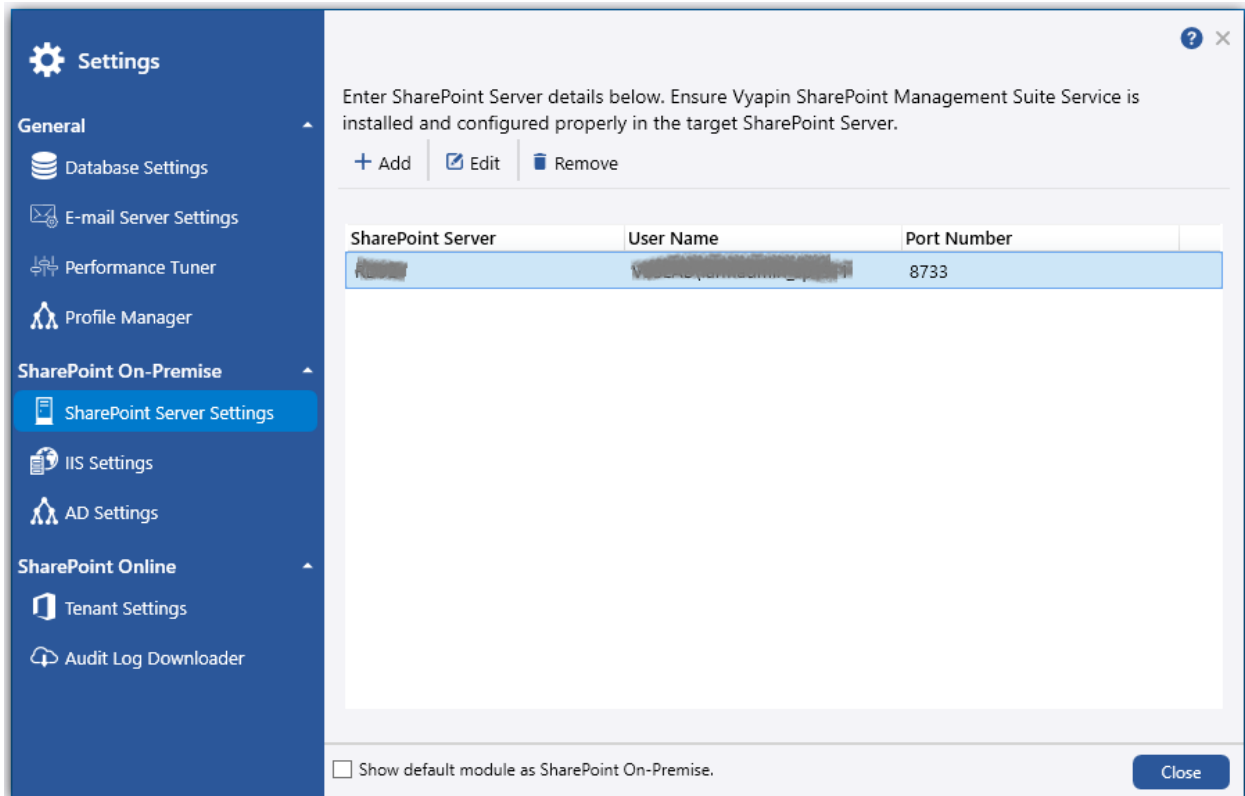 Settings
General
Database Settings
E-mail Server Settings
Performance Tuner
Profile Manager
SharePoint On-Premise
SharePoint Server Settings
IIS Settings
AD Settings
SharePoint Online
Tenant Settings
Audit Log Downloader
Enter SharePoint Server details below. Ensure Vyapin SharePoint Management Suite Service is
installed and configured properly in the target SharePoint Server.
Add Edit Remove
SharePoint Server User Name Port Number
8733
Show default module as SharePoint On-Premise.
Close